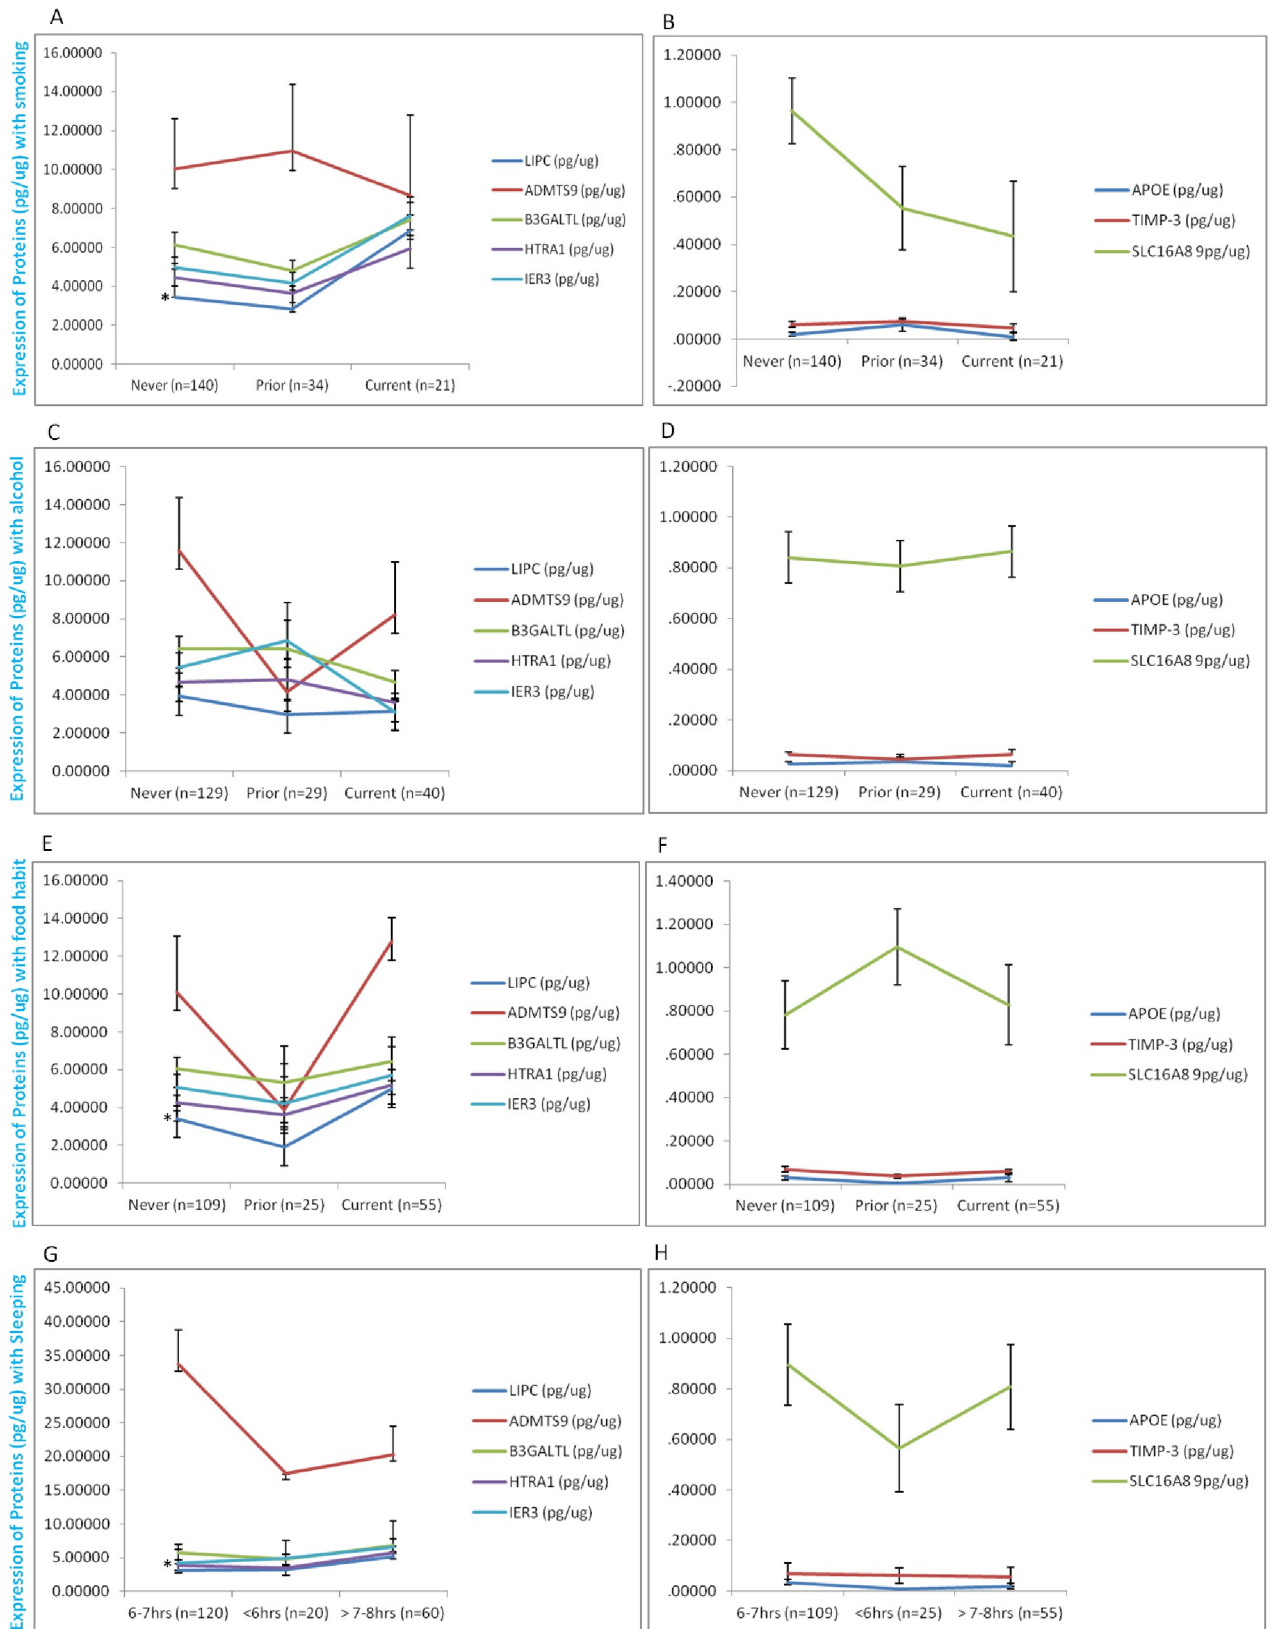 A
Expression of Proteins (pg/ug) with smoking
16.00000
14.00000
12.00000
10.00000
8.00000
6.00000
4.00000
2.00000
0.00000
*
Never (n=140) Prior (n=34) Current (n=21)
LIPC (pg/ug)
ADMTS9 (pg/ug)
B3GALTL (pg/ug)
HTRA1 (pg/ug)
IER3 (pg/ug)
B
1.20000
1.00000
.80000
.60000
.40000
.20000
.00000
-.20000
Never (n=140) Prior (n=34) Current (n=21)
APOE (pg/ug)
TIMP-3 (pg/ug)
SLC16A8 9pg/ug)
C
Expression of Proteins (pg/ug) with alcohol
16.00000
14.00000
12.00000
10.00000
8.00000
6.00000
4.00000
2.00000
0.00000
Never (n=129) Prior (n=29) Current (n=40)
LIPC (pg/ug)
ADMTS9 (pg/ug)
B3GALTL (pg/ug)
HTRA1 (pg/ug)
IER3 (pg/ug)
D
1.20000
1.00000
.80000
.60000
.40000
.20000
.00000
Never (n=129) Prior (n=29) Current (n=40)
APOE (pg/ug)
TIMP-3 (pg/ug)
SLC16A8 9pg/ug)
E
Expression of Proteins (pg/ug) with food habit
16.00000
14.00000
12.00000
10.00000
8.00000
6.00000
4.00000
2.00000
0.00000
*
Never (n=109) Prior (n=25) Current (n=55)
LIPC (pg/ug)
ADMTS9 (pg/ug)
B3GALTL (pg/ug)
HTRA1 (pg/ug)
IER3 (pg/ug)
F
1.40000
1.20000
1.00000
.80000
.60000
.40000
.20000
.00000
Never (n=109) Prior (n=25) Current (n=55)
APOE (pg/ug)
TIMP-3 (pg/ug)
SLC16A8 9pg/ug)
G
Expression of Proteins (pg/ug) with Sleeping
45.00000
40.00000
35.00000
30.00000
25.00000
20.00000
15.00000
10.00000
5.00000
0.00000
*
6-7hrs (n=120) <6hrs (n=20) > 7-8hrs (n=60)
LIPC (pg/ug)
ADMTS9 (pg/ug)
B3GALTL (pg/ug)
HTRA1 (pg/ug)
IER3 (pg/ug)
H
1.20000
1.00000
.80000
.60000
.40000
.20000
.00000
6-7hrs (n=109) <6hrs (n=25) > 7-8hrs (n=55)
APOE (pg/ug)
TIMP-3 (pg/ug)
SLC16A8 9pg/ug)